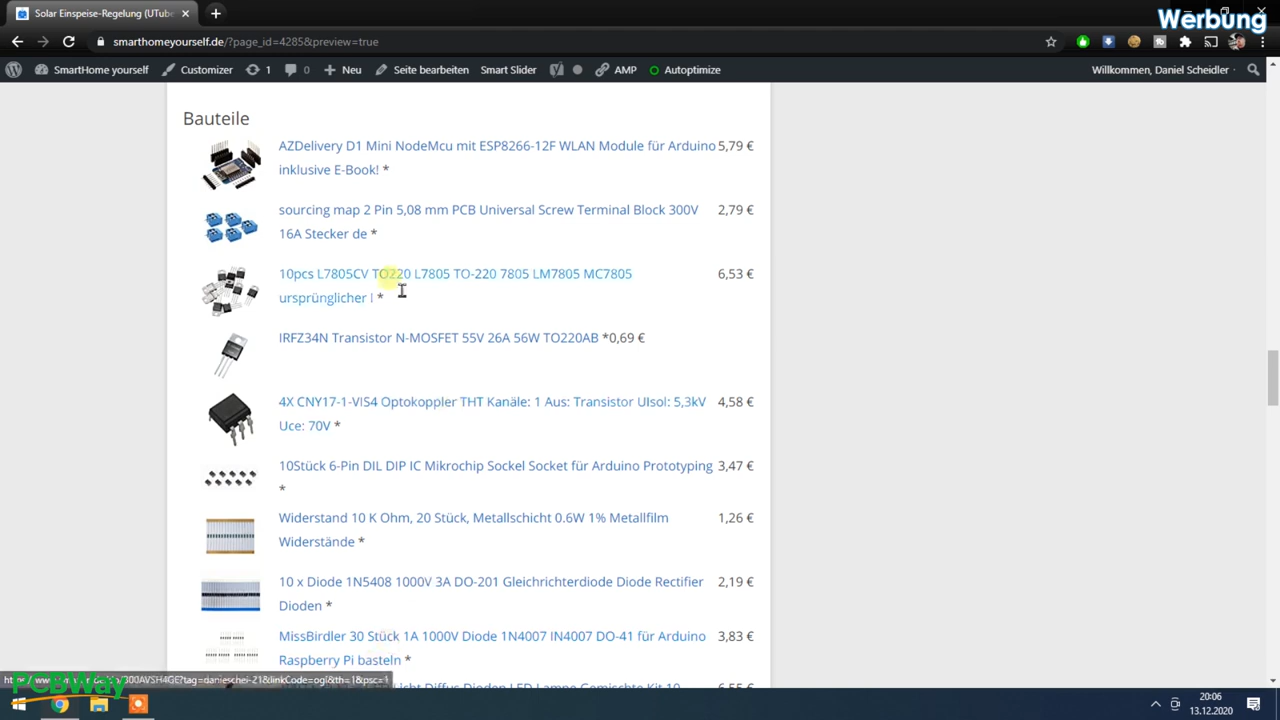 Solar Einspeise-Regelung (UTube
Werbung
smarthomeyourself.de/?page_id=4285&preview=true
SmartHome yourself
Customizer
1
0
Neu
Seite bearbeiten
Smart Slider
AMP
Autoptimize
Willkommen, Daniel Scheidler
Bauteile
AZDelivery D1 Mini NodeMcu mit ESP8266-12F WLAN Module für Arduino 5,79 €
inklusive E-Book! *
sourcing map 2 Pin 5,08 mm PCB Universal Screw Terminal Block 300V 2,79 €
16A Stecker de *
10pcs L7805CV TO220 L7805 TO-220 7805 LM7805 MC7805 6,53 €
ursprünglicher I *
IRFZ34N Transistor N-MOSFET 55V 26A 56W TO220AB *0,69 €
4X CNY17-1-VIS4 Optokoppler THT Kanäle: 1 Aus: Transistor UIsol: 5,3kV 4,58 €
Uce: 70V *
10Stück 6-Pin DIL DIP IC Mikrochip Sockel Socket für Arduino Prototyping 3,47 €
*
Widerstand 10 K Ohm, 20 Stück, Metallschicht 0.6W 1% Metallfilm 1,26 €
Widerstände *
10 x Diode 1N5408 1000V 3A DO-201 Gleichrichterdiode Diode Rectifier 2,19 €
Dioden *
MissBirdler 30 Stück 1A 1000V Diode 1N4007 IN4007 DO-41 für Arduino 3,83 €
Raspberry Pi basteln *
PCBWay
20:06
13.12.2020